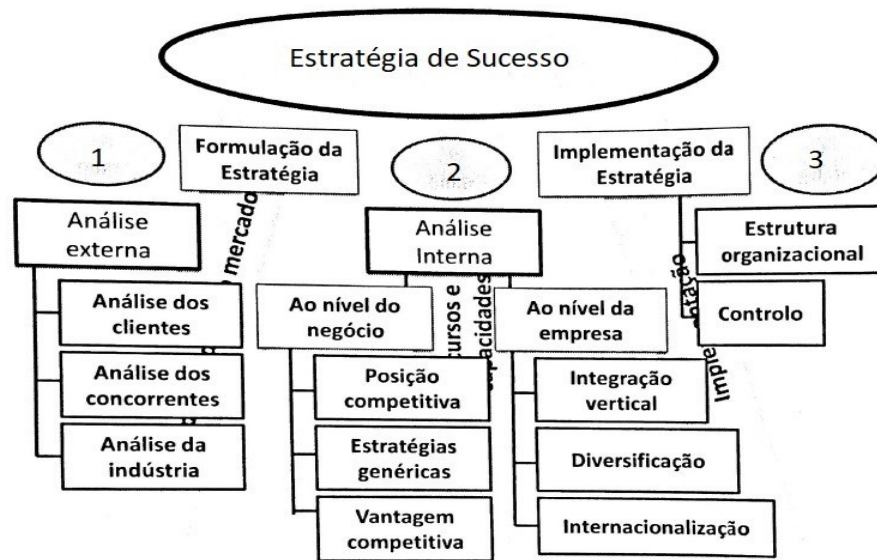 Estratégia de Sucesso
1
Formulação da
Estratégia
2
Implementação da
Estratégia
3
Análise
externa
mercado
Análise
Interna
Estrutura
organizacional
Análise dos
clientes
Ao nível do
negócio
Ao nível da
empresa
Controlo
Análise dos
concorrentes
Posição
competitiva
Integração
vertical
Análise da
indústria
Estratégias
genéricas
Diversificação
Vantagem
competitiva
Internacionalização